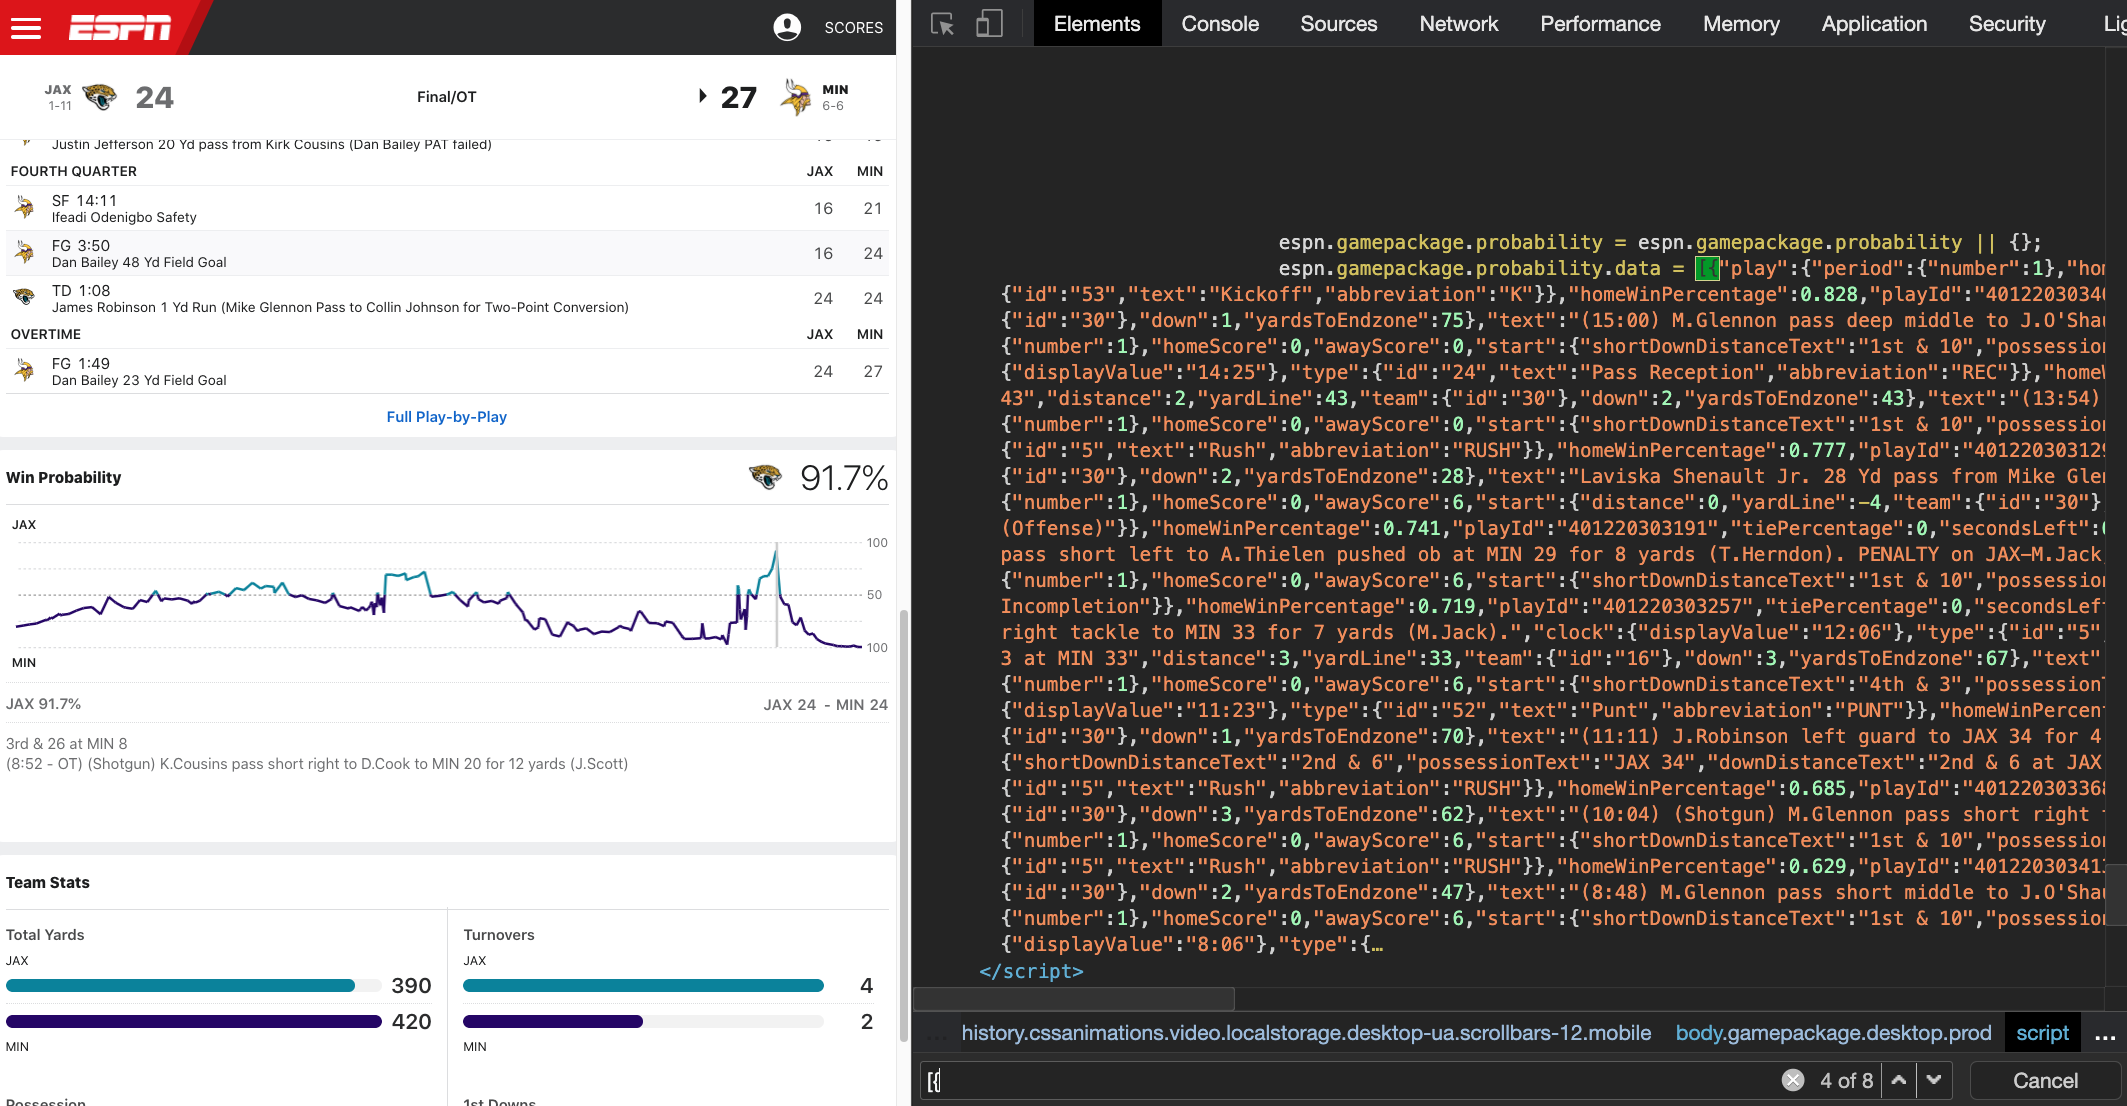 ESPN
SCORES
JAX
1-11
24
Final/OT
27
MIN
6-6
Justin Jefferson 20 Yd pass from Kirk Cousins (Dan Bailey PAT failed)
FOURTH QUARTER JAX MIN
SF 14:11
Ifeadi Odenigbo Safety
16 21
FG 3:50
Dan Bailey 48 Yd Field Goal
16 24
TD 1:08
James Robinson 1 Yd Run (Mike Glennon Pass to Collin Johnson for Two-Point Conversion)
24 24
OVERTIME JAX MIN
FG 1:49
Dan Bailey 23 Yd Field Goal
24 27
Full Play-by-Play
Win Probability 91.7%
JAX
100
50
100
MIN
JAX 91.7% JAX 24 - MIN 24
3rd & 26 at MIN 8
(8:52 - OT) (Shotgun) K.Cousins pass short right to D.Cook to MIN 20 for 12 yards (J.Scott)
Team Stats
Total Yards
JAX
390
420
MIN
Turnovers
JAX
4
2
MIN
Possession
1st Downs
Elements Console Sources Network Performance Memory Application Security Lig
espn.gamepackage.probability = espn.gamepackage.probability || {};
espn.gamepackage.probability.data = [{"play":{"period":{"number":1},"hom
{"id":"53","text":"Kickoff","abbreviation":"K"}},"homeWinPercentage":0.828,"playId":"40122030340
{"id":"30"},"down":1,"yardsToEndzone":75},"text":"(15:00) M.Glennon pass deep middle to J.O'Shau
{"number":1},"homeScore":0,"awayScore":0,"start":{"shortDownDistanceText":"1st & 10","possession
{"displayValue":"14:25"},"type":{"id":"24","text":"Pass Reception","abbreviation":"REC"}},"homeW
43","distance":2,"yardLine":43,"team":{"id":"30"},"down":2,"yardsToEndzone":43},"text":"(13:54)
{"number":1},"homeScore":0,"awayScore":0,"start":{"shortDownDistanceText":"1st & 10","possession
{"id":"5","text":"Rush","abbreviation":"RUSH"}},"homeWinPercentage":0.777,"playId":"401220303129
{"id":"30"},"down":2,"yardsToEndzone":28},"text":"Laviska Shenault Jr. 28 Yd pass from Mike Glen
{"number":1},"homeScore":0,"awayScore":6,"start":{"distance":0,"yardLine":-4,"team":{"id":"30"}
(Offense)"}},"homeWinPercentage":0.741,"playId":"401220303191","tiePercentage":0,"secondsLeft":0
pass short left to A.Thielen pushed ob at MIN 29 for 8 yards (T.Herndon). PENALTY on JAX-M.Jack
{"number":1},"homeScore":0,"awayScore":6,"start":{"shortDownDistanceText":"1st & 10","possession
Incompletion"}},"homeWinPercentage":0.719,"playId":"401220303257","tiePercentage":0,"secondsLeft
right tackle to MIN 33 for 7 yards (M.Jack).","clock":{"displayValue":"12:06"},"type":{"id":"5",
3 at MIN 33","distance":3,"yardLine":33,"team":{"id":"16"},"down":3,"yardsToEndzone":67},"text"
{"number":1},"homeScore":0,"awayScore":6,"start":{"shortDownDistanceText":"4th & 3","possessionT
{"displayValue":"11:23"},"type":{"id":"52","text":"Punt","abbreviation":"PUNT"}},"homeWinPercent
{"id":"30"},"down":1,"yardsToEndzone":70},"text":"(11:11) J.Robinson left guard to JAX 34 for 4
{"shortDownDistanceText":"2nd & 6","possessionText":"JAX 34","downDistanceText":"2nd & 6 at JAX
{"id":"5","text":"Rush","abbreviation":"RUSH"}},"homeWinPercentage":0.685,"playId":"401220303368
{"id":"30"},"down":3,"yardsToEndzone":62},"text":"(10:04) (Shotgun) M.Glennon pass short right t
{"number":1},"homeScore":0,"awayScore":6,"start":{"shortDownDistanceText":"1st & 10","possession
{"id":"5","text":"Rush","abbreviation":"RUSH"}},"homeWinPercentage":0.629,"playId":"401220303413
{"id":"30"},"down":2,"yardsToEndzone":47},"text":"(8:48) M.Glennon pass short middle to J.O'Shau
{"number":1},"homeScore":0,"awayScore":6,"start":{"shortDownDistanceText":"1st & 10","possession
{"displayValue":"8:06"},"type":{…
</script>
... history.cssanimations.video.localstorage.desktop-ua.scrollbars-12.mobile body.gamepackage.desktop.prod script ...
[{ 4 of 8 Cancel